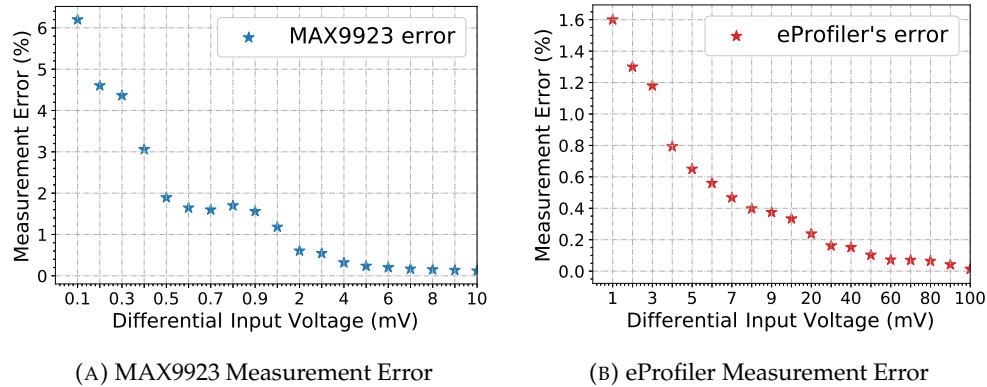 MAX9923 error
Measurement Error (%)
6
5
4
3
2
1
0
0.1 0.3 0.5 0.7 0.9 2 4 6 8 10
Differential Input Voltage (mV)
(A) MAX9923 Measurement Error
eProfiler's error
Measurement Error (%)
1.6
1.4
1.2
1.0
0.8
0.6
0.4
0.2
0.0
1 3 5 7 9 20 40 60 80 100
Differential Input Voltage (mV)
(B) eProfiler Measurement Error